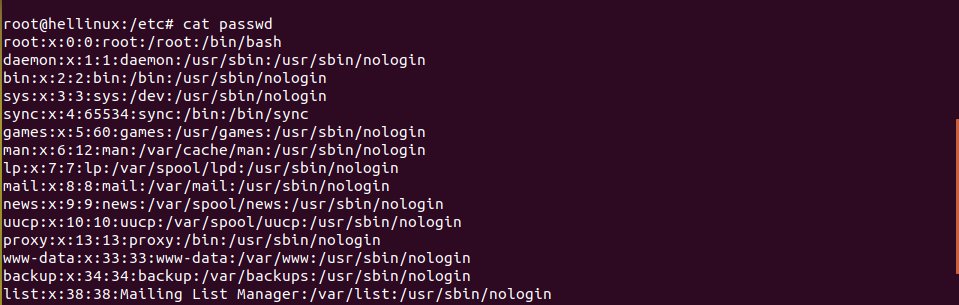 root@hellinux:/etc# cat passwd
root:x:0:0:root:/root:/bin/bash
daemon:x:1:1:daemon:/usr/sbin:/usr/sbin/nologin
bin:x:2:2:bin:/bin:/usr/sbin/nologin
sys:x:3:3:sys:/dev:/usr/sbin/nologin
sync:x:4:65534:sync:/bin:/bin/sync
games:x:5:60:games:/usr/games:/usr/sbin/nologin
man:x:6:12:man:/var/cache/man:/usr/sbin/nologin
lp:x:7:7:lp:/var/spool/lpd:/usr/sbin/nologin
mail:x:8:8:mail:/var/mail:/usr/sbin/nologin
news:x:9:9:news:/var/spool/news:/usr/sbin/nologin
uucp:x:10:10:uucp:/var/spool/uucp:/usr/sbin/nologin
proxy:x:13:13:proxy:/bin:/usr/sbin/nologin
www-data:x:33:33:www-data:/var/www:/usr/sbin/nologin
backup:x:34:34:backup:/var/backups:/usr/sbin/nologin
list:x:38:38:Mailing List Manager:/var/list:/usr/sbin/nologin